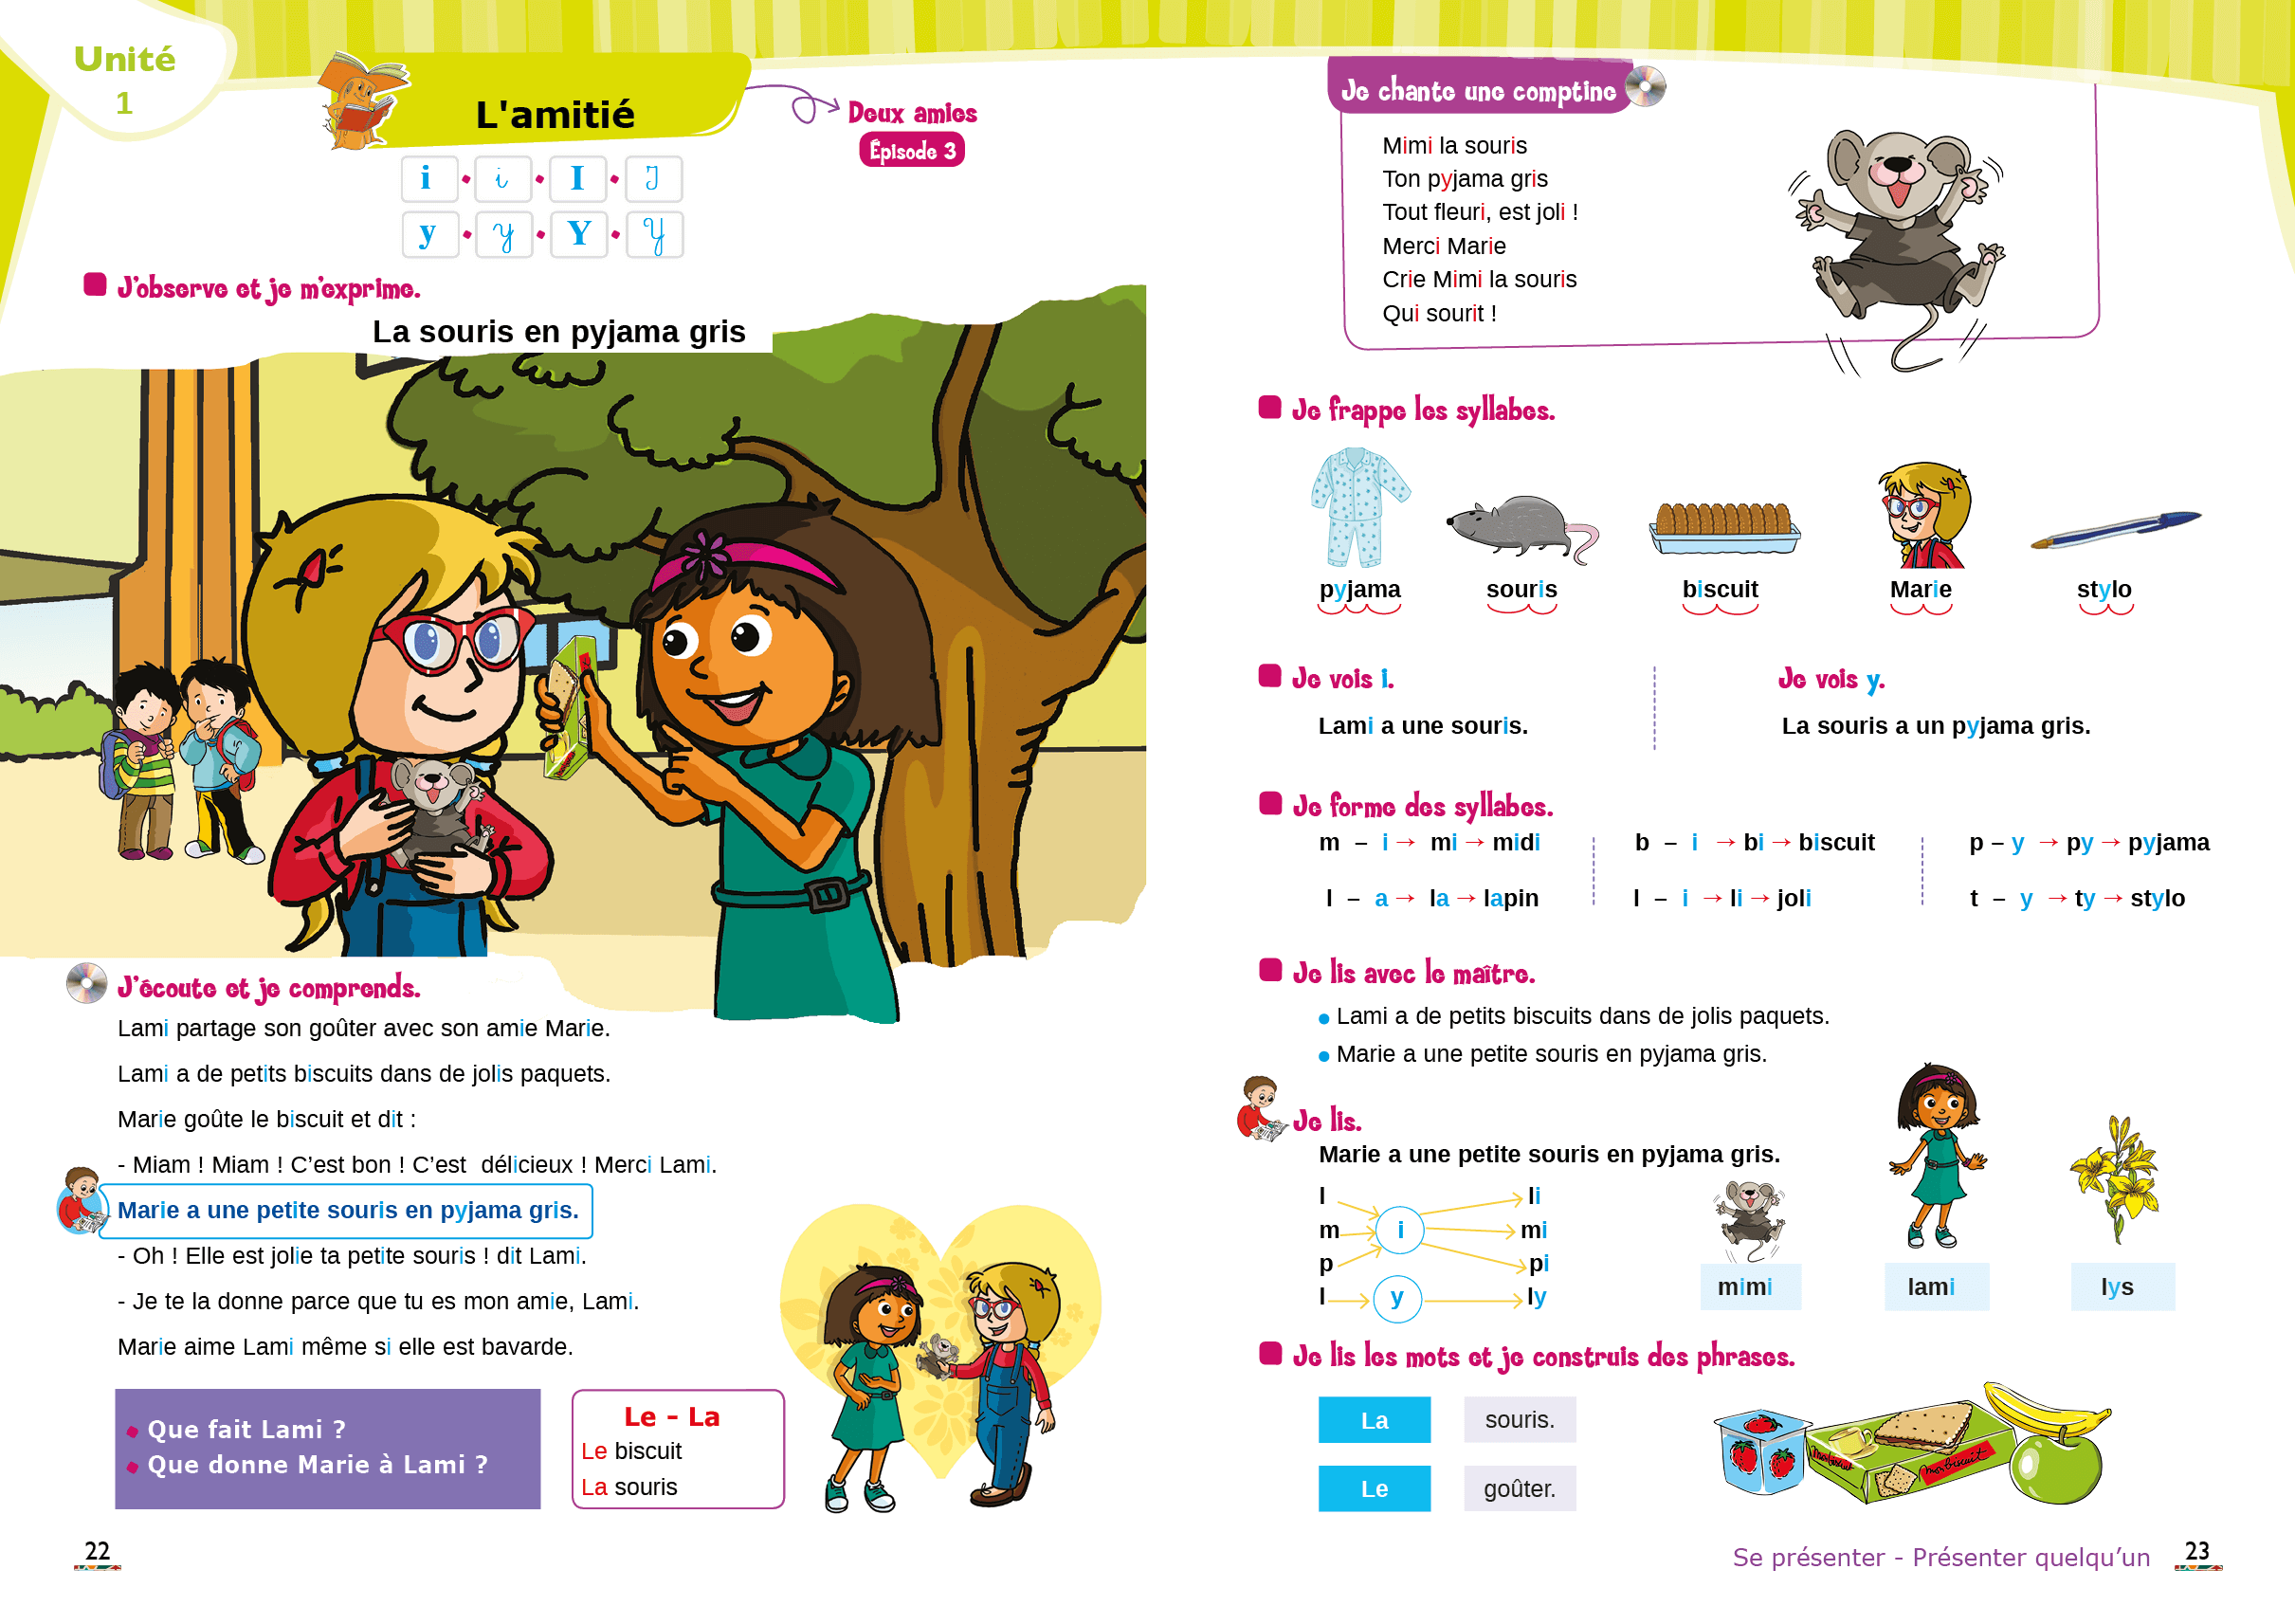 Unité
1
L'amitié
Deux amies
Épisode 3
i i I I
y y Y Y
J'observe et je m'exprime.
La souris en pyjama gris
J'écoute et je comprends.
Lami partage son goûter avec son amie Marie.
Lami a de petits biscuits dans de jolis paquets.
Marie goûte le biscuit et dit :
- Miam ! Miam ! C'est bon ! C'est délicieux ! Merci Lami.
Marie a une petite souris en pyjama gris.
- Oh ! Elle est jolie ta petite souris ! dit Lami.
- Je te la donne parce que tu es mon amie, Lami.
Marie aime Lami même si elle est bavarde.
Que fait Lami ?
Que donne Marie à Lami ?
Le - La
Le biscuit
La souris
22
Je chante une comptine
Mimi la souris
Ton pyjama gris
Tout fleuri, est joli !
Merci Marie
Crie Mimi la souris
Qui sourit !
Je frappe les syllabes.
pyjama souris biscuit Marie stylo
Je vois i.
Lami a une souris.
Je vois y.
La souris a un pyjama gris.
Je forme des syllabes.
m – i → mi → midi b – i → bi → biscuit p – y → py → pyjama
l – a → la → lapin l – i → li → joli t – y → ty → stylo
Je lis avec le maître.
• Lami a de petits biscuits dans de jolis paquets.
• Marie a une petite souris en pyjama gris.
Je lis.
Marie a une petite souris en pyjama gris.
l li
m i mi
p pi
l y ly
mimi lami lys
Je lis les mots et je construis des phrases.
La souris.
Le goûter.
Mon biscuit
Mon biscuit
Se présenter - Présenter quelqu'un
23